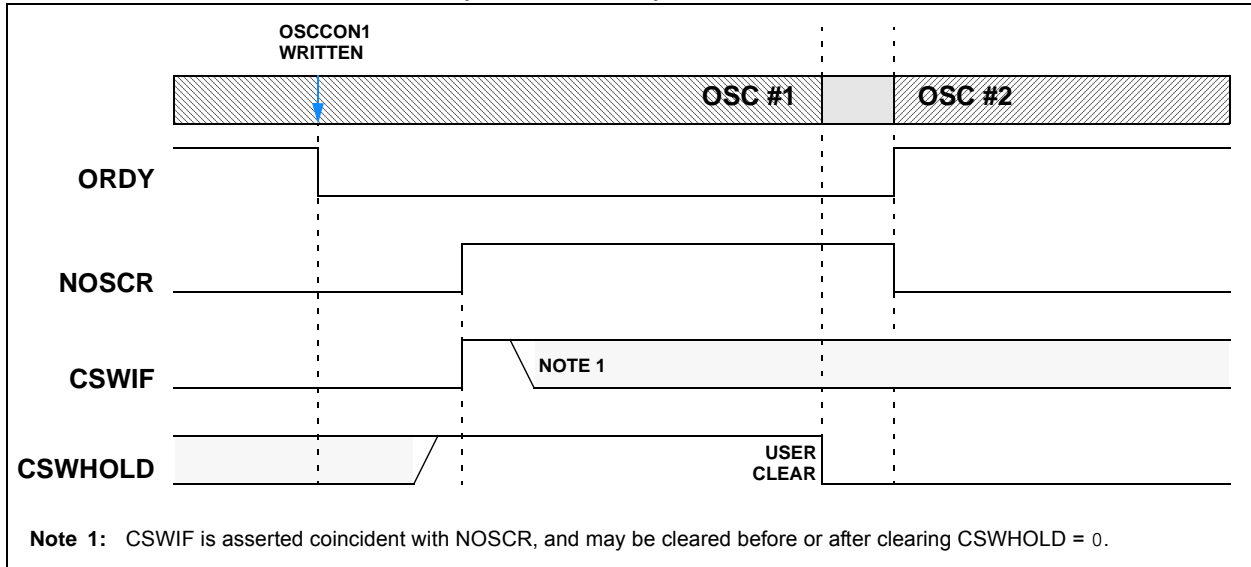 OSCCON1
WRITTEN
OSC #1
OSC #2
ORDY
NOSCR
CSWIF
NOTE 1
CSWHOLD
USER
CLEAR
Note 1: CSWIF is asserted coincident with NOSCR, and may be cleared before or after clearing CSWHOLD = 0.